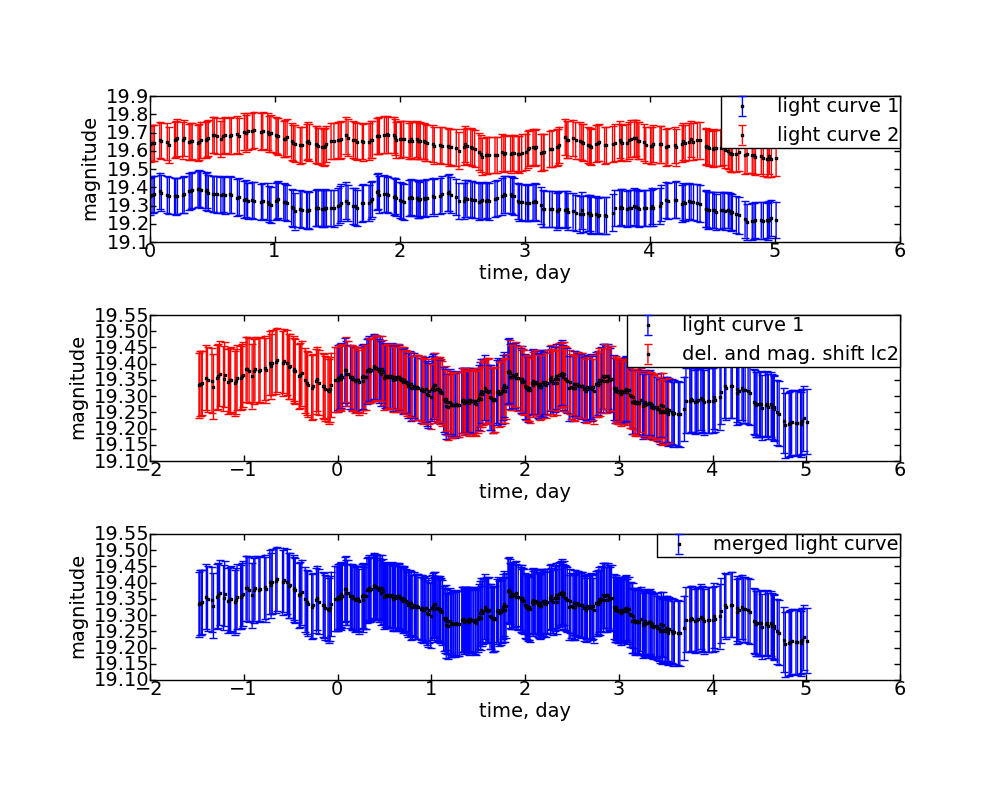 19.9
19.8
19.7
19.6
19.5
19.4
19.3
19.2
19.1
magnitude
light curve 1
light curve 2
0 1 2 3 4 5 6
time, day
19.55
19.50
19.45
19.40
19.35
19.30
19.25
19.20
19.15
19.10
magnitude
light curve 1
del. and mag. shift lc2
−2 −1 0 1 2 3 4 5 6
time, day
19.55
19.50
19.45
19.40
19.35
19.30
19.25
19.20
19.15
19.10
magnitude
merged light curve
−2 −1 0 1 2 3 4 5 6
time, day